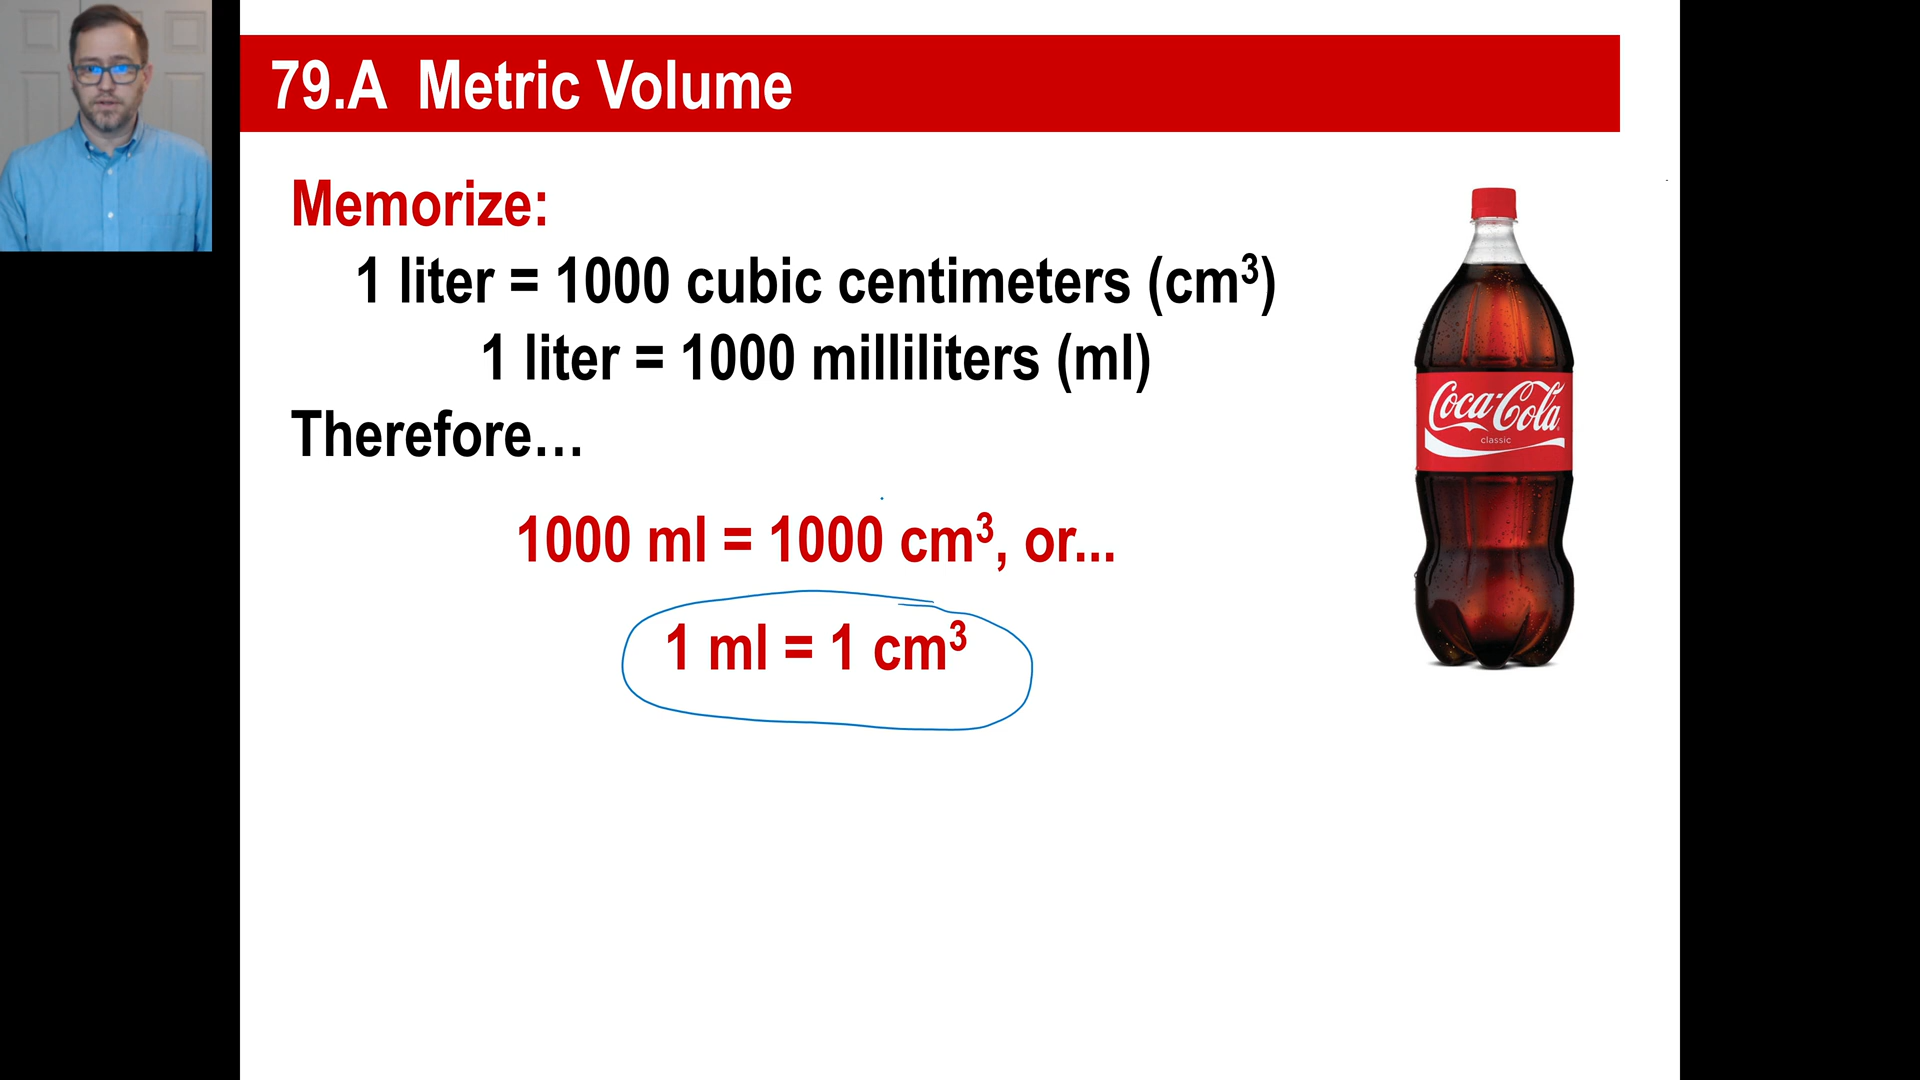 79.A Metric Volume
Memorize:
1 liter = 1000 cubic centimeters (cm³)
1 liter = 1000 milliliters (ml)
Therefore…
1000 ml = 1000 cm³, or...
1 ml = 1 cm³
Coca-Cola
classic